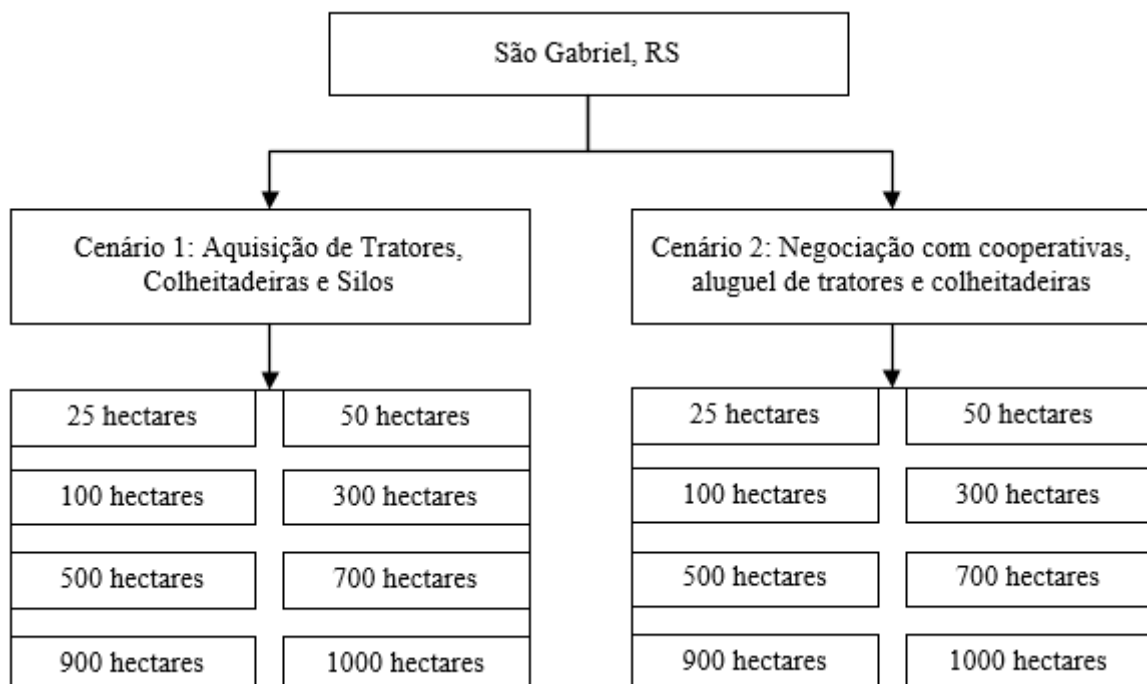 São Gabriel, RS
Cenário 1: Aquisição de Tratores,
Colheitadeiras e Silos
Cenário 2: Negociação com cooperativas,
aluguel de tratores e colheitadeiras
25 hectares
50 hectares
100 hectares
300 hectares
500 hectares
700 hectares
900 hectares
1000 hectares
25 hectares
50 hectares
100 hectares
300 hectares
500 hectares
700 hectares
900 hectares
1000 hectares